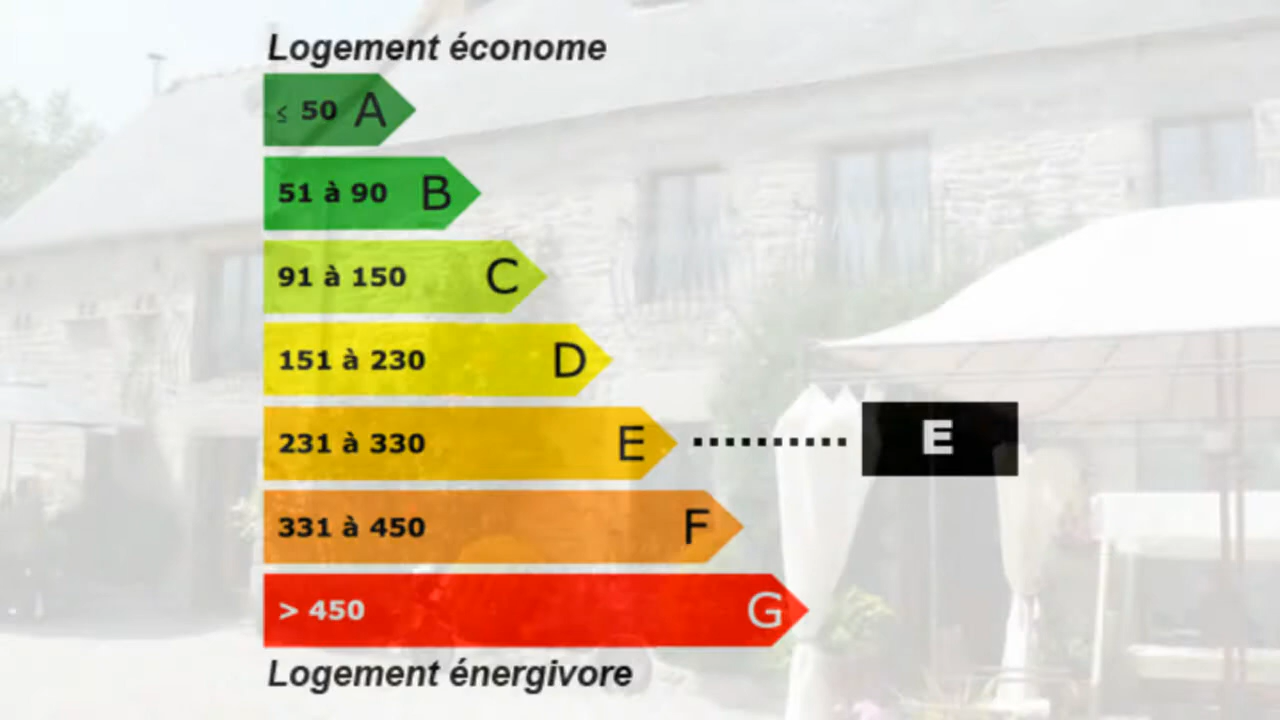 Logement économe
≤ 50 A
51 à 90 B
91 à 150 C
151 à 230 D
231 à 330 E
E
331 à 450 F
> 450 G
Logement énergivore